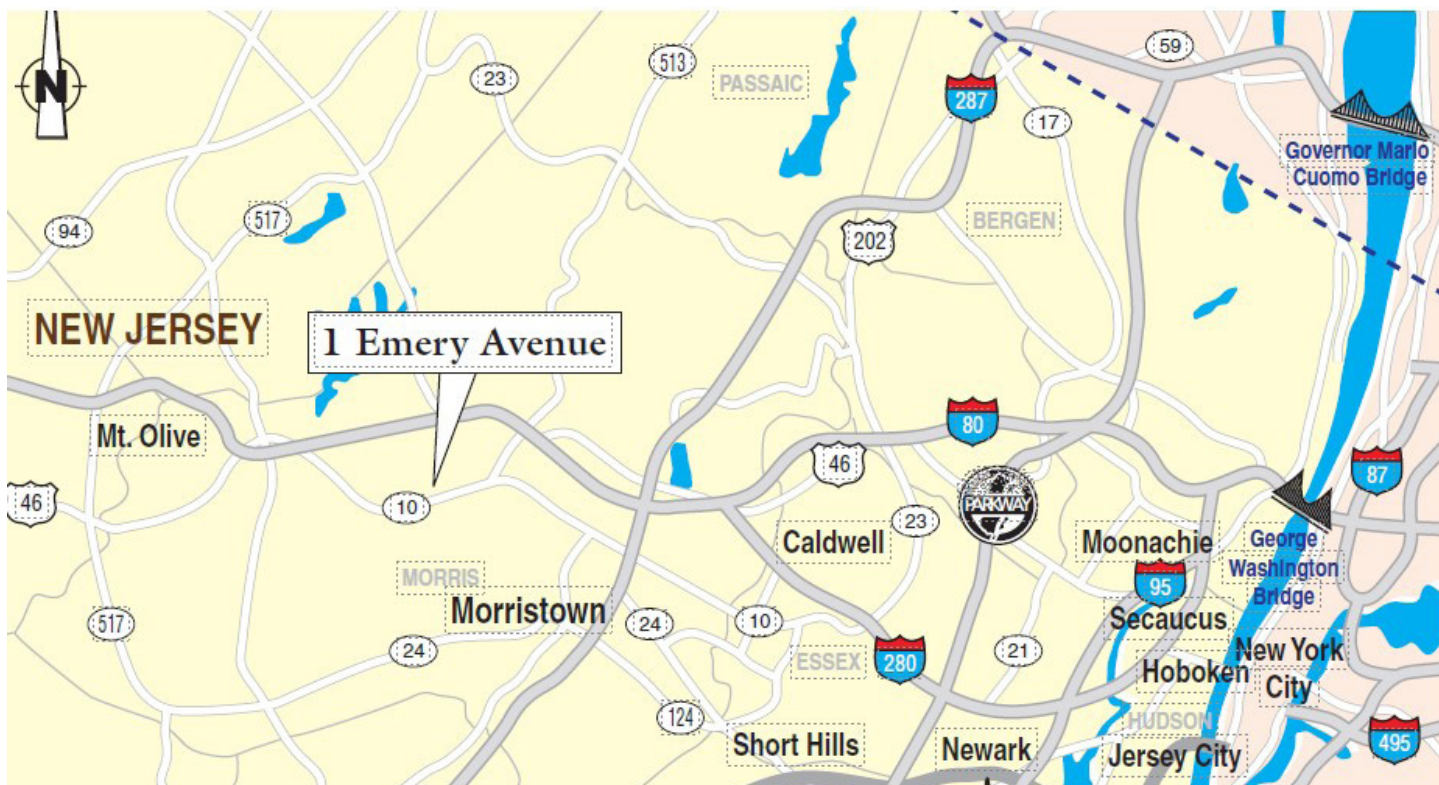 N
23
513
PASSAIC
59
287
17
Governor Mario
Cuomo Bridge
94
517
202
BERGEN
NEW JERSEY
1 Emery Avenue
Mt. Olive
80
46
46
87
10
PARKWAY
23
Caldwell
Moonachie
George
Washington
Bridge
MORRIS
95
Morristown
Secaucus
517
24
24
10
ESSEX
280
21
Hoboken
New York
City
124
HUDSON
Short Hills
Newark
Jersey City
495